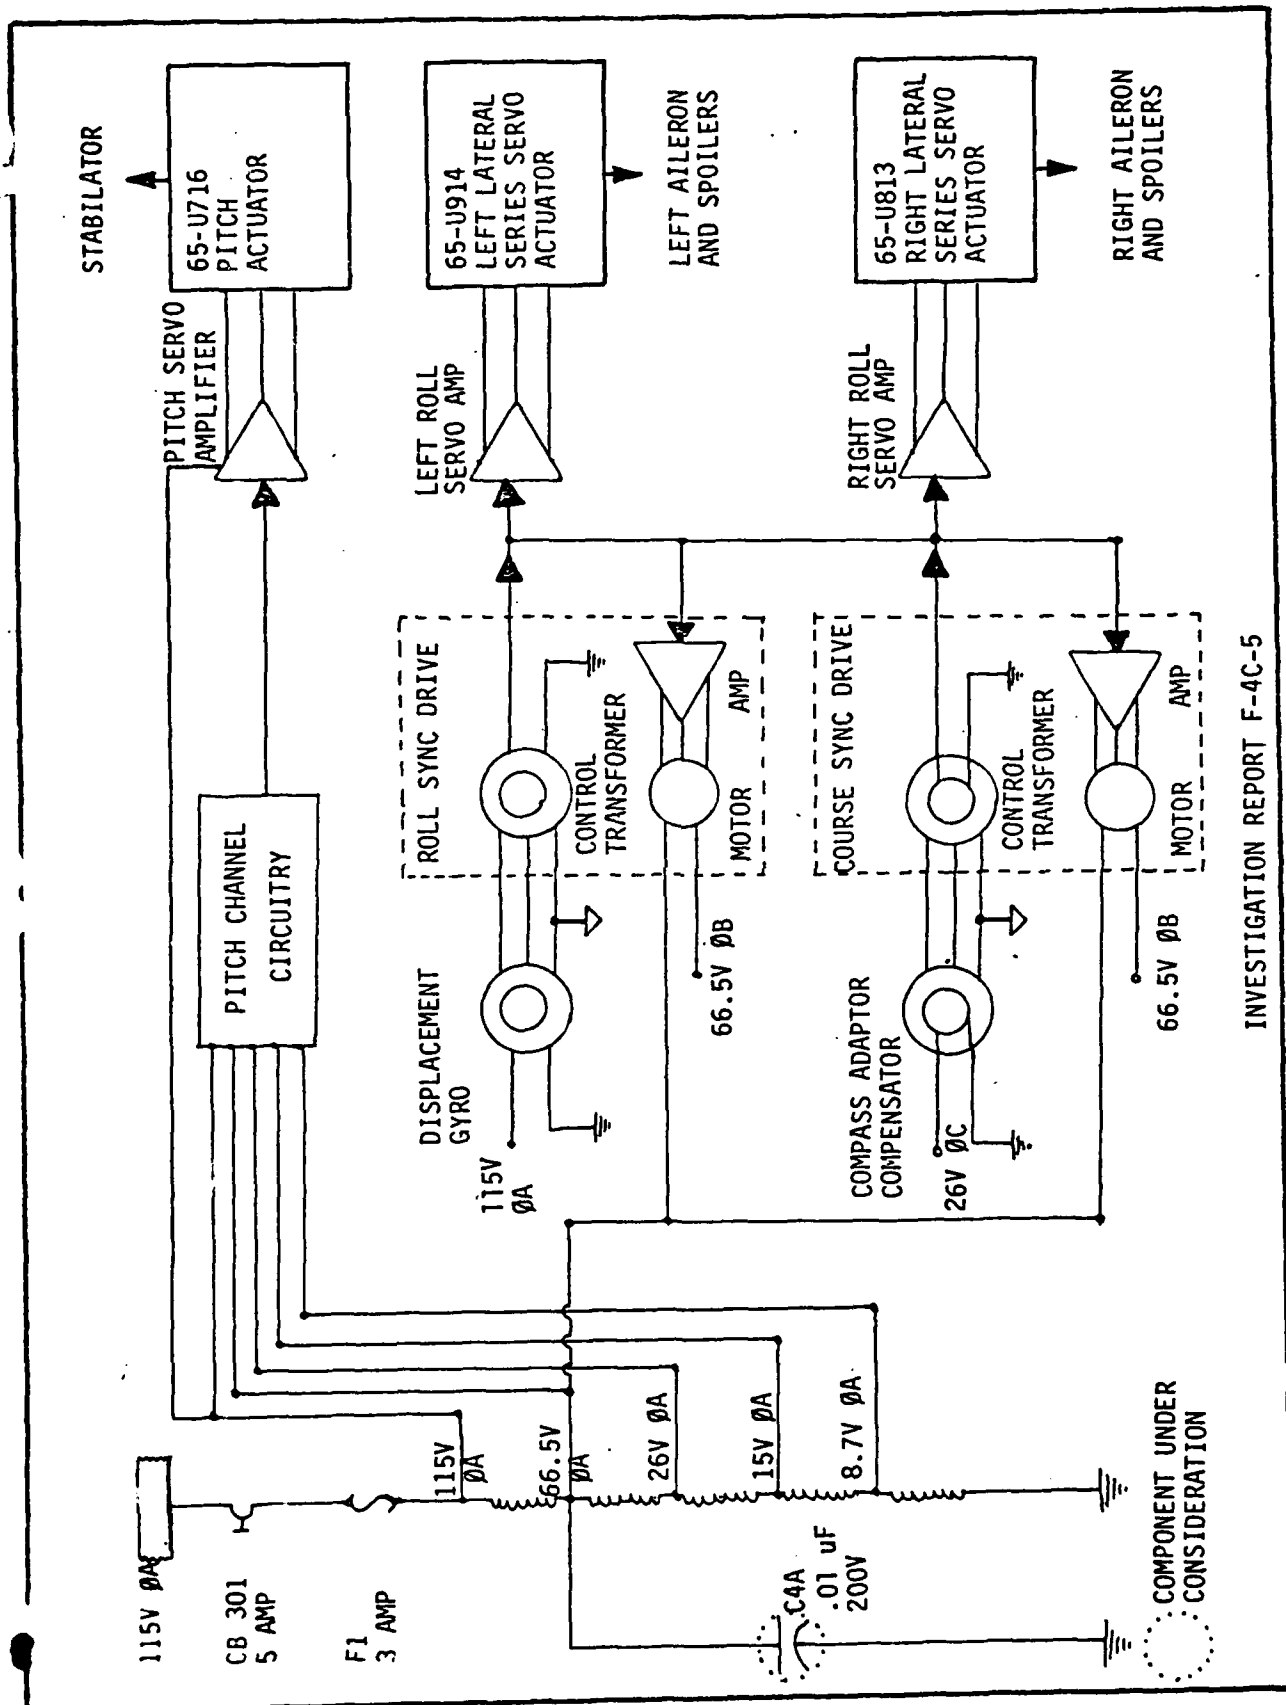 115V ØA
CB 301
5 AMP
F1
3 AMP
115V
ØA
66.5V
ØA
26V ØA
15V ØA
8.7V ØA
C4A
.01 uF
200V
COMPONENT UNDER
CONSIDERATION
PITCH CHANNEL
CIRCUITRY
PITCH SERVO
AMPLIFIER
65-U716
PITCH
ACTUATOR
STABILATOR
DISPLACEMENT
GYRO
115V
ØA
ROLL SYNC DRIVE
CONTROL
TRANSFORMER
MOTOR
AMP
66.5V ØB
LEFT ROLL
SERVO AMP
65-U914
LEFT LATERAL
SERIES SERVO
ACTUATOR
LEFT AILERON
AND SPOILERS
COMPASS ADAPTOR
COMPENSATOR
26V ØC
COURSE SYNC DRIVE
CONTROL
TRANSFORMER
MOTOR
AMP
66.5V ØB
RIGHT ROLL
SERVO AMP
65-U813
RIGHT LATERAL
SERIES SERVO
ACTUATOR
RIGHT AILERON
AND SPOILERS
INVESTIGATION REPORT F-4C-5